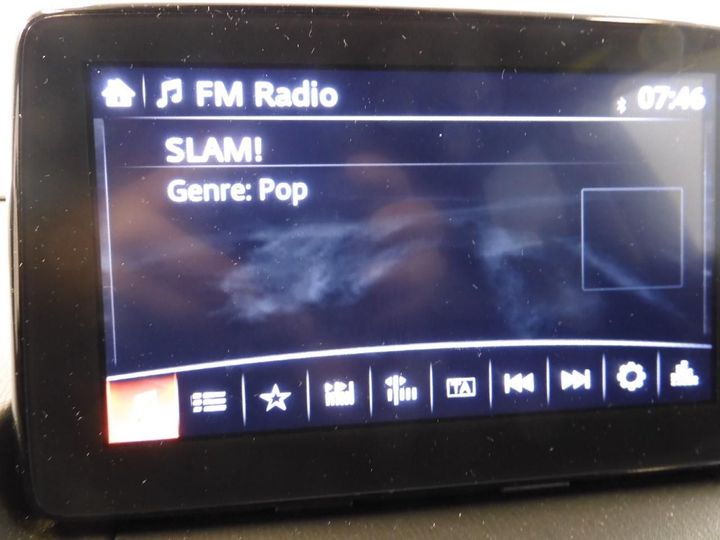 FM Radio
07:46
SLAM!
Genre: Pop
TA